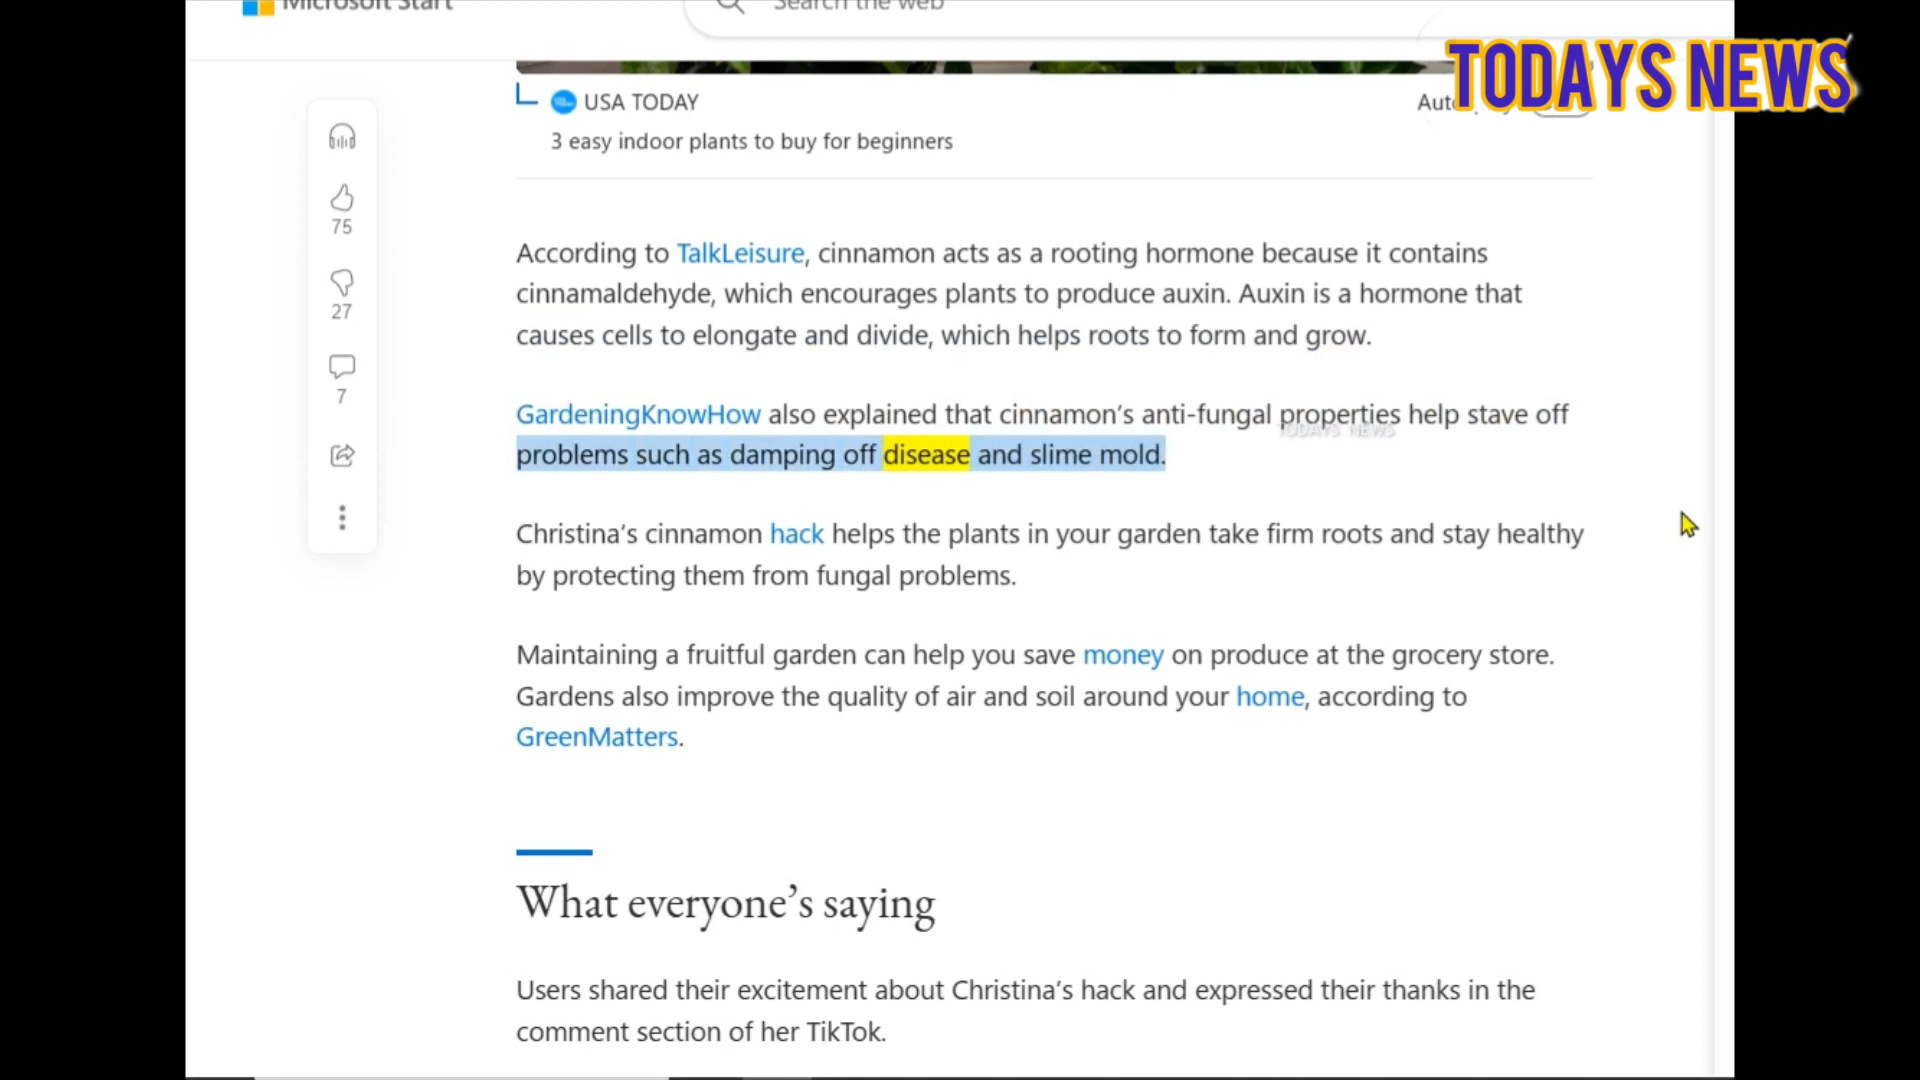 Microsoft Start
Search the web
TODAYS NEWS
USA TODAY
3 easy indoor plants to buy for beginners
75
27
7
According to TalkLeisure, cinnamon acts as a rooting hormone because it contains
cinnamaldehyde, which encourages plants to produce auxin. Auxin is a hormone that
causes cells to elongate and divide, which helps roots to form and grow.
GardeningKnowHow also explained that cinnamon’s anti-fungal properties help stave off
TODAYS NEWS
problems such as damping off disease and slime mold.
Christina’s cinnamon hack helps the plants in your garden take firm roots and stay healthy
by protecting them from fungal problems.
Maintaining a fruitful garden can help you save money on produce at the grocery store.
Gardens also improve the quality of air and soil around your home, according to
GreenMatters.
What everyone’s saying
Users shared their excitement about Christina’s hack and expressed their thanks in the
comment section of her TikTok.